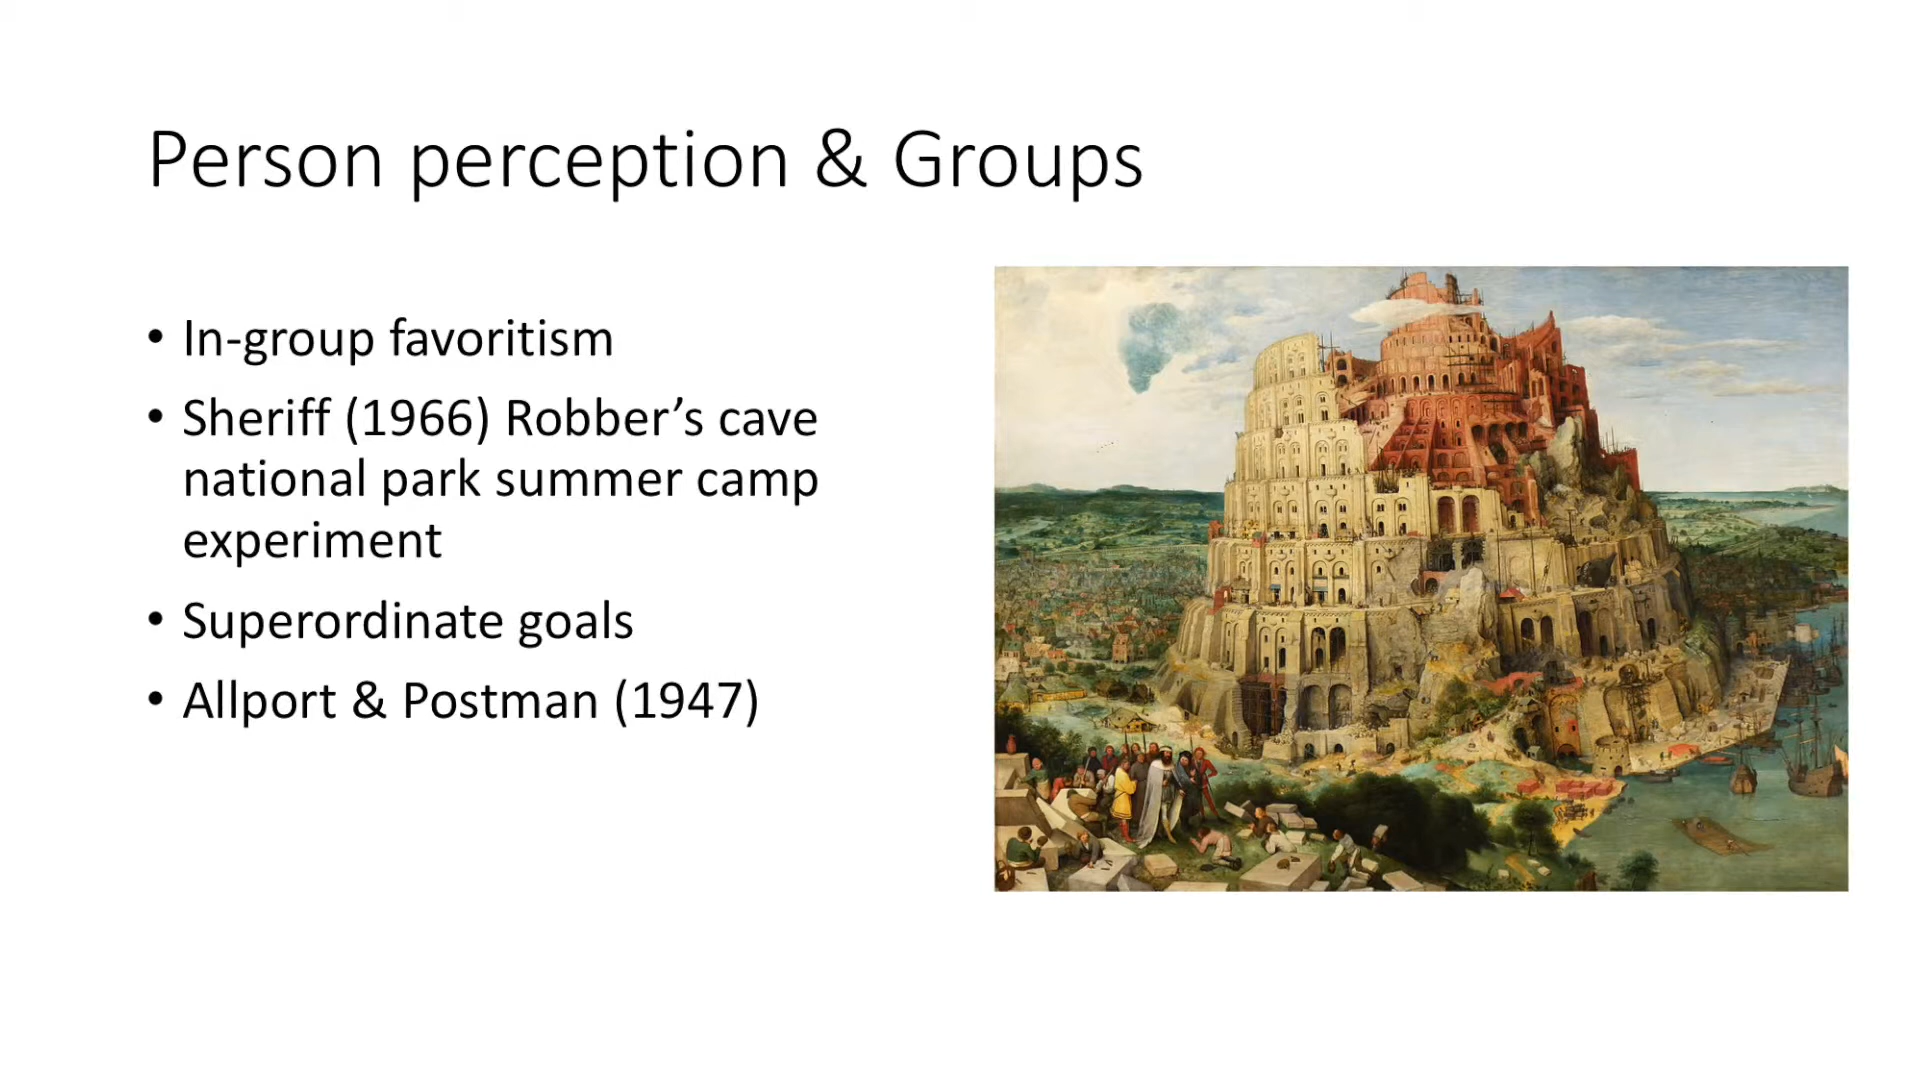 Person perception & Groups
• In-group favoritism
• Sheriff (1966) Robber’s cave
national park summer camp
experiment
• Superordinate goals
• Allport & Postman (1947)